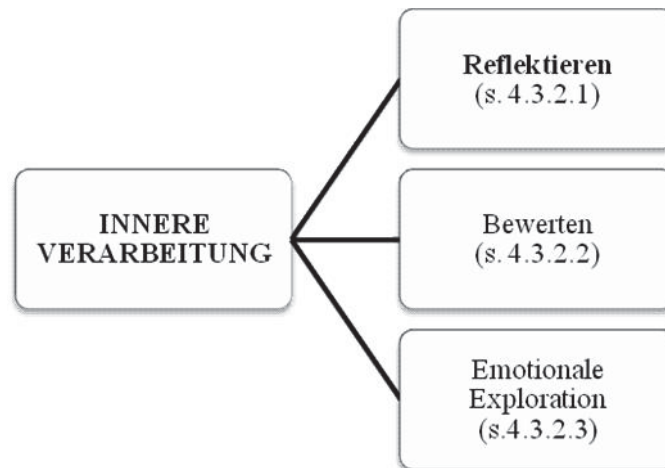 Reflektieren
(s. 4.3.2.1)
INNERE
VERARBEITUNG
Bewerten
(s. 4.3.2.2)
Emotionale
Exploration
(s.4.3.2.3)